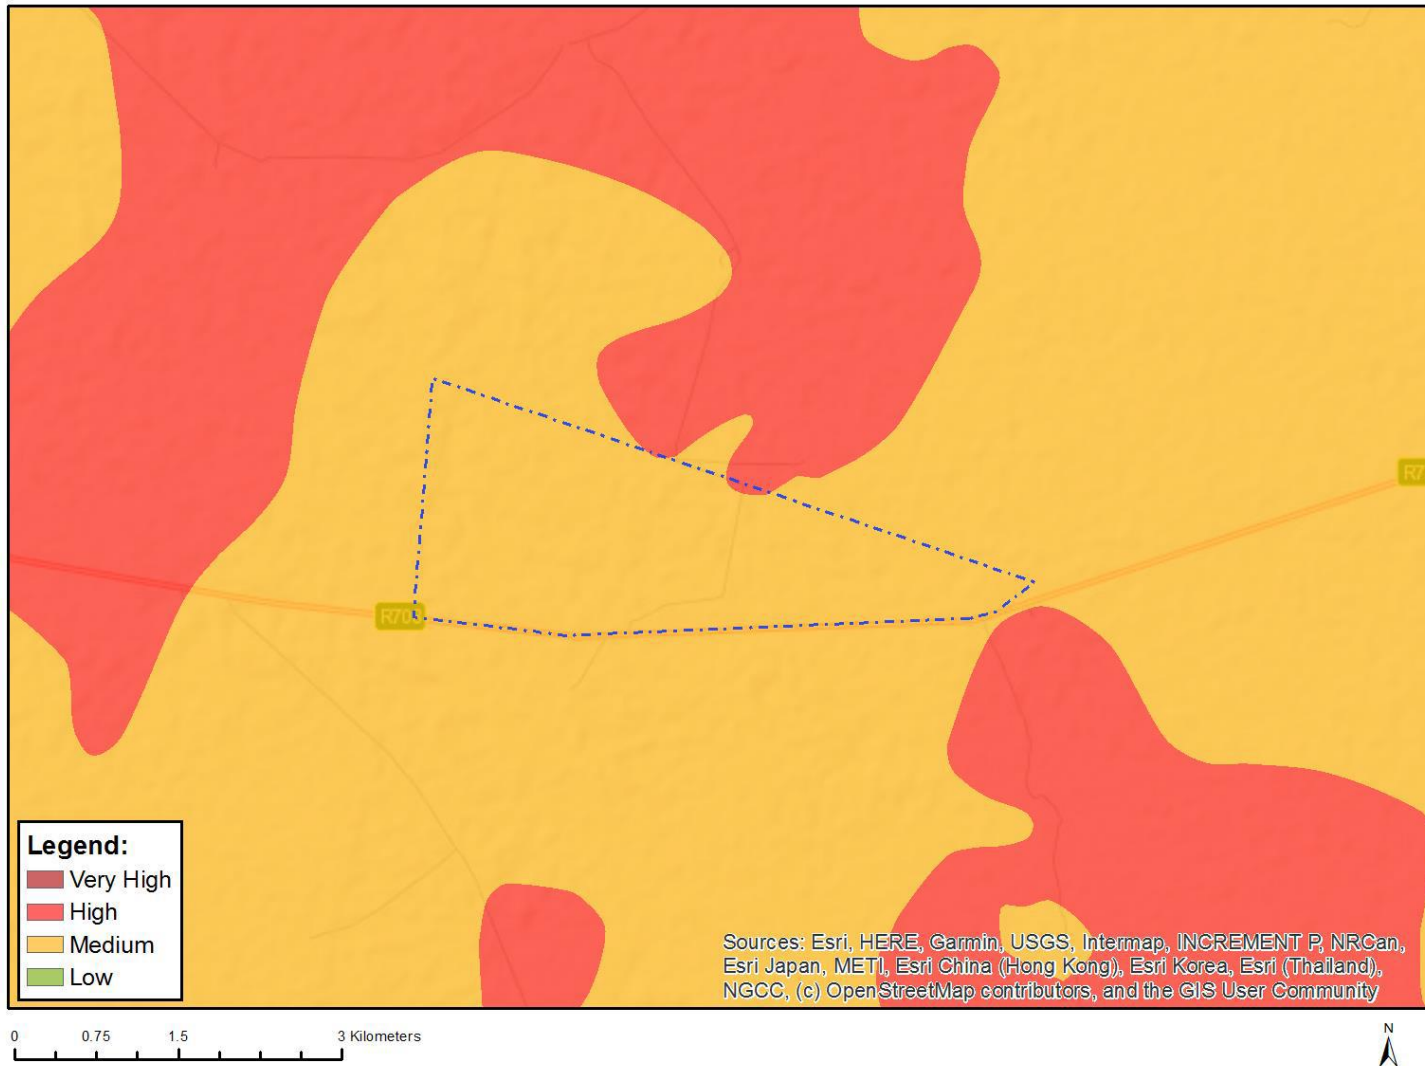 R70
R7
Legend:
Very High
High
Medium
Low
Sources: Esri, HERE, Garmin, USGS, Intermap, INCREMENT P, NRCan,
Esri Japan, METI, Esri China (Hong Kong), Esri Korea, Esri (Thailand),
NGCC, (c) OpenStreetMap contributors, and the GIS User Community
0 0.75 1.5 3 Kilometers
N